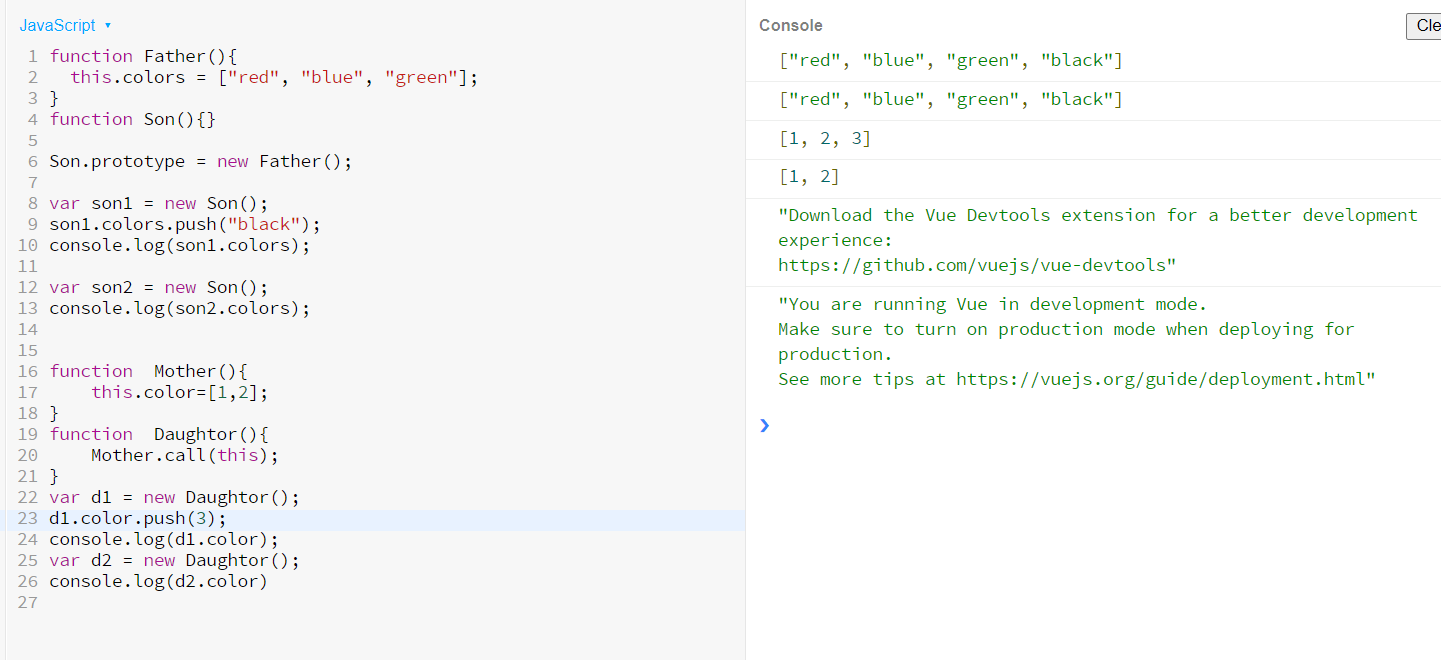 JavaScript ▾
1 function Father(){
2   this.colors = ["red", "blue", "green"];
3 }
4 function Son(){}
5
6 Son.prototype = new Father();
7
8 var son1 = new Son();
9 son1.colors.push("black");
10 console.log(son1.colors);
11
12 var son2 = new Son();
13 console.log(son2.colors);
14
15
16 function  Mother(){
17     this.color=[1,2];
18 }
19 function  Daughtor(){
20     Mother.call(this);
21 }
22 var d1 = new Daughtor();
23 d1.color.push(3);
24 console.log(d1.color);
25 var d2 = new Daughtor();
26 console.log(d2.color)
27
Console
Cle
["red", "blue", "green", "black"]
["red", "blue", "green", "black"]
[1, 2, 3]
[1, 2]
"Download the Vue Devtools extension for a better development
experience:
https://github.com/vuejs/vue-devtools"
"You are running Vue in development mode.
Make sure to turn on production mode when deploying for
production.
See more tips at https://vuejs.org/guide/deployment.html"
❯